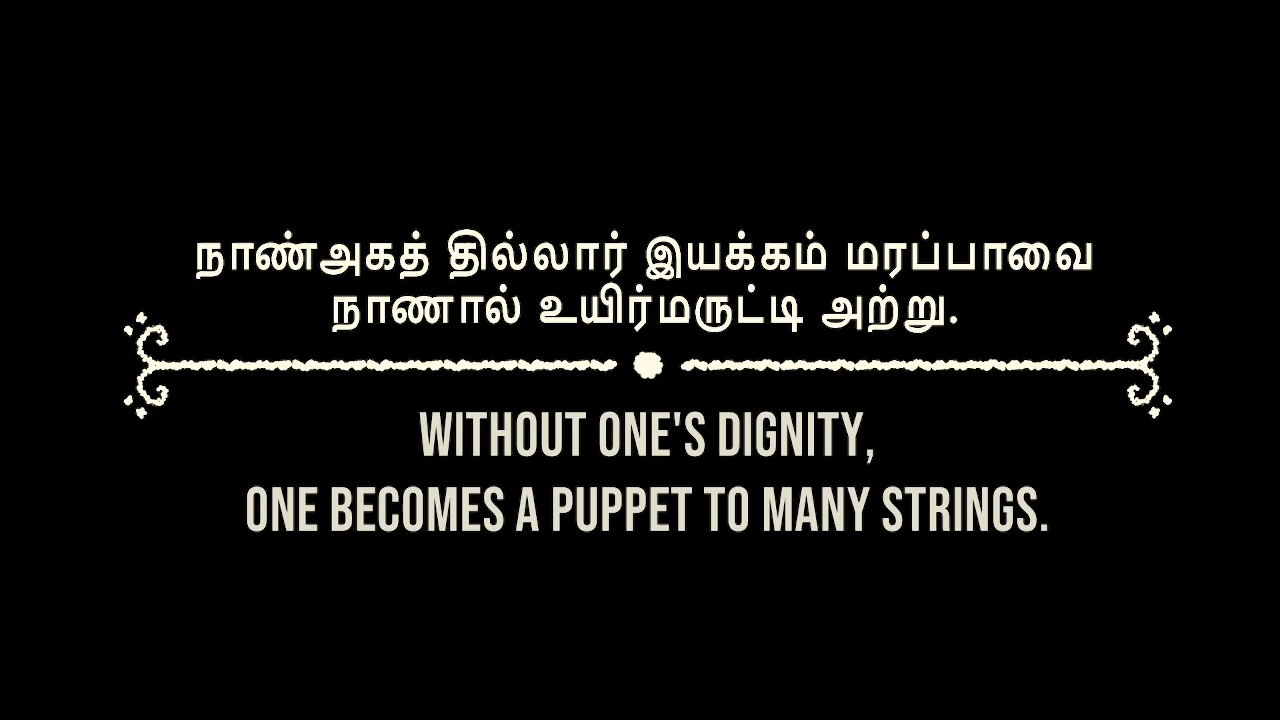 நாண்அகத் தில்லார் இயக்கம் மரப்பாவை
நாணால் உயிர்மருட்டி அற்று.
WITHOUT ONE'S DIGNITY,
ONE BECOMES A PUPPET TO MANY STRINGS.